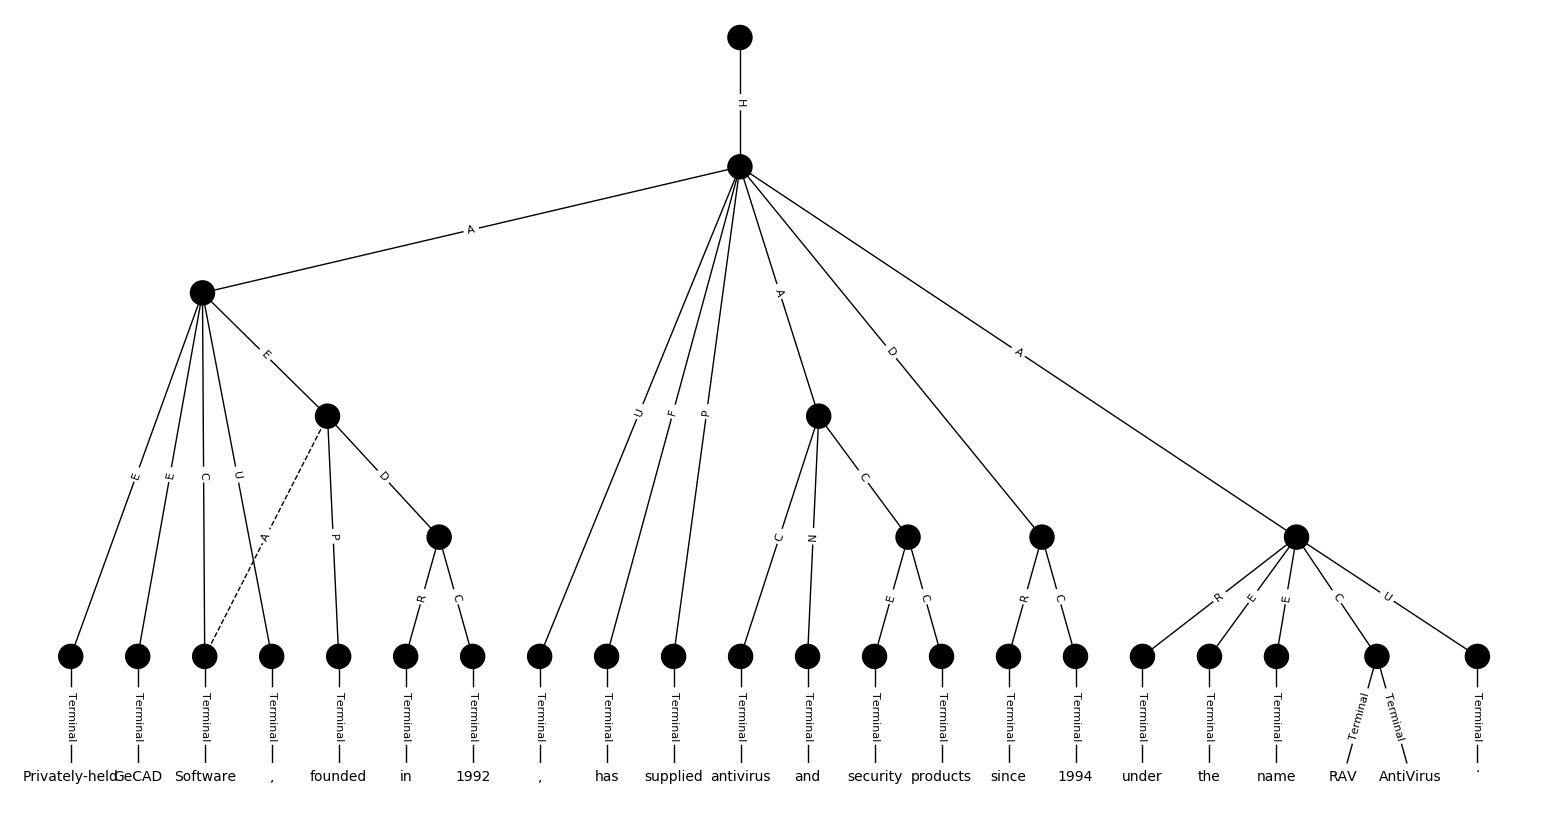 H
A
E
A
U F P
A
D
A
E E C U
D
C
A
P
C N
R C
E C
R C
R E E C U
Terminal Terminal Terminal Terminal Terminal Terminal Terminal Terminal Terminal Terminal Terminal Terminal Terminal Terminal Terminal Terminal Terminal Terminal Terminal Terminal Terminal Terminal
Privately-held GeCAD Software , founded in 1992 , has supplied antivirus and security products since 1994 under the name RAV AntiVirus .